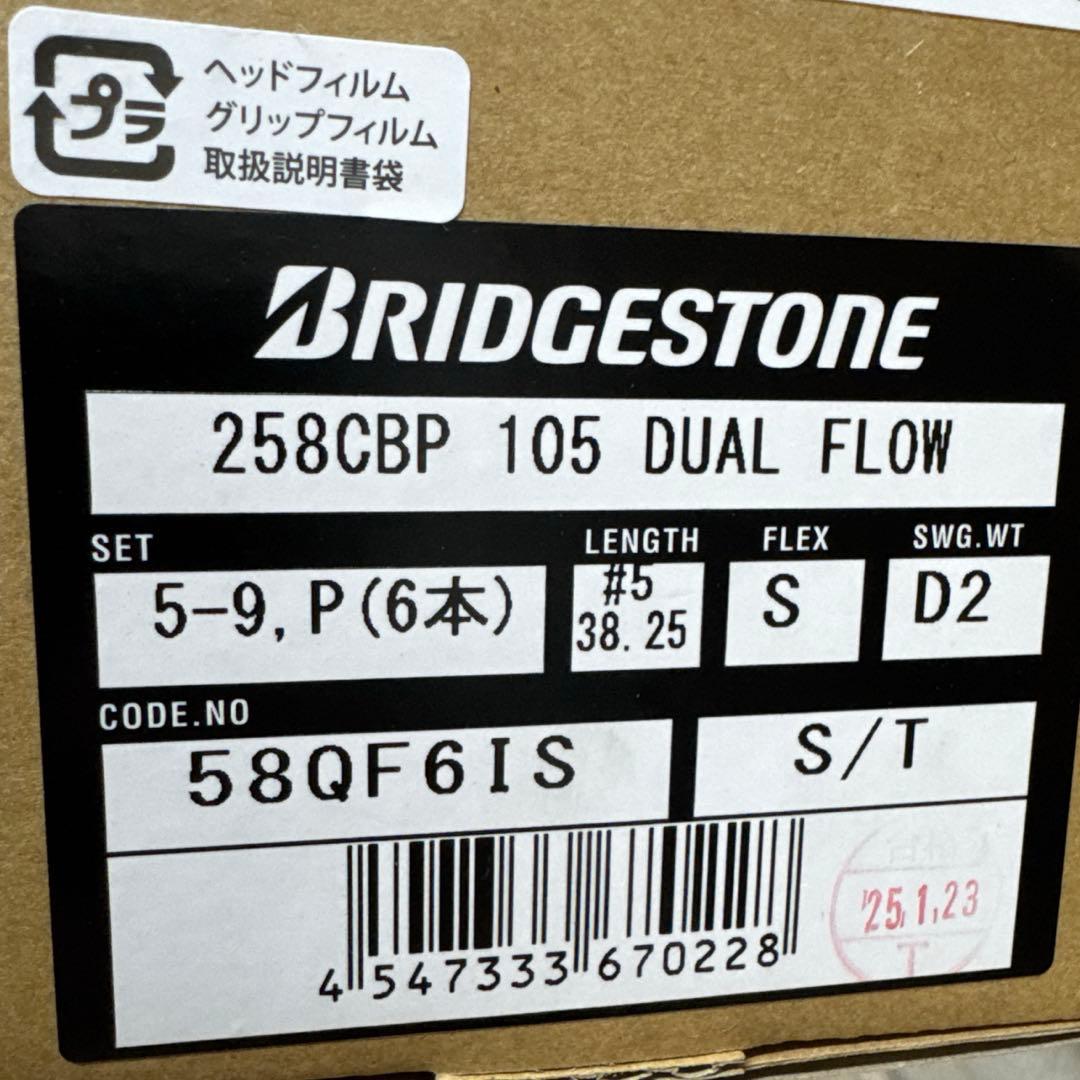 プラ
ヘッドフィルム
グリップフィルム
取扱説明書袋
BRIDGESTONE
258CBP 105 DUAL FLOW
SET
5-9, P(6本)
LENGTH
#5
38.25
FLEX
S
SWG.WT
D2
CODE.NO
58QF6IS
S/T
4 547333 670228
'25.1.23
T